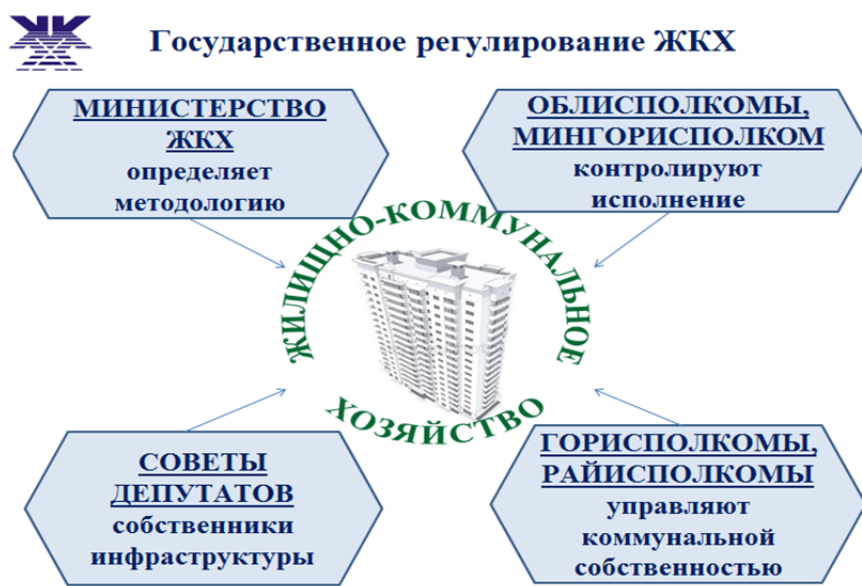 Государственное регулирование ЖКХ
МИНИСТЕРСТВО
ЖКХ
определяет
методологию
ОБЛИСПОЛКОМЫ,
МИНГОРИСПОЛКОМ
контролируют
исполнение
ЖИЛИЩНО-КОММУНАЛЬНОЕ
ХОЗЯЙСТВО
СОВЕТЫ
ДЕПУТАТОВ
собственники
инфраструктуры
ГОРИСПОЛКОМЫ,
РАЙИСПОЛКОМЫ
управляют
коммунальной
собственностью